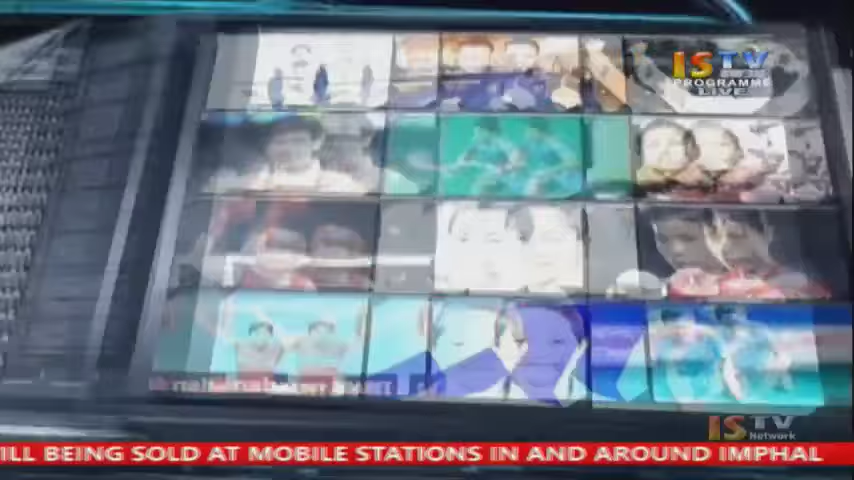 ISTV
PROGRAMME
LIVE
ISTV
Network
ILL BEING SOLD AT MOBILE STATIONS IN AND AROUND IMPHAL